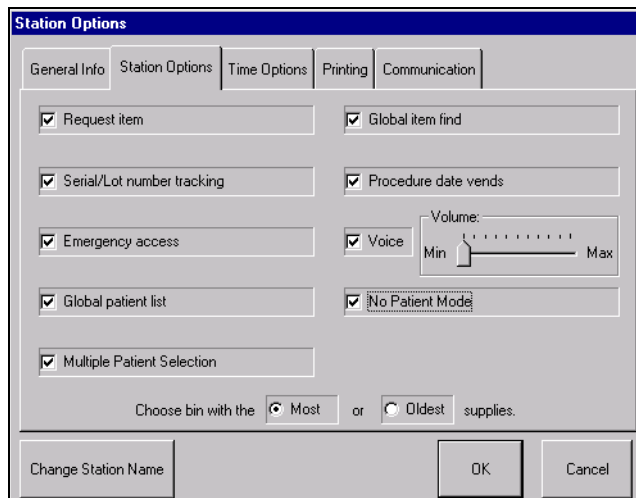 Station Options
General Info Station Options Time Options Printing Communication
Request item Global item find
Serial/Lot number tracking Procedure date vends
Volume:
Emergency access Voice Min Max
Global patient list No Patient Mode
Multiple Patient Selection
Choose bin with the Most or Oldest supplies.
Change Station Name OK Cancel